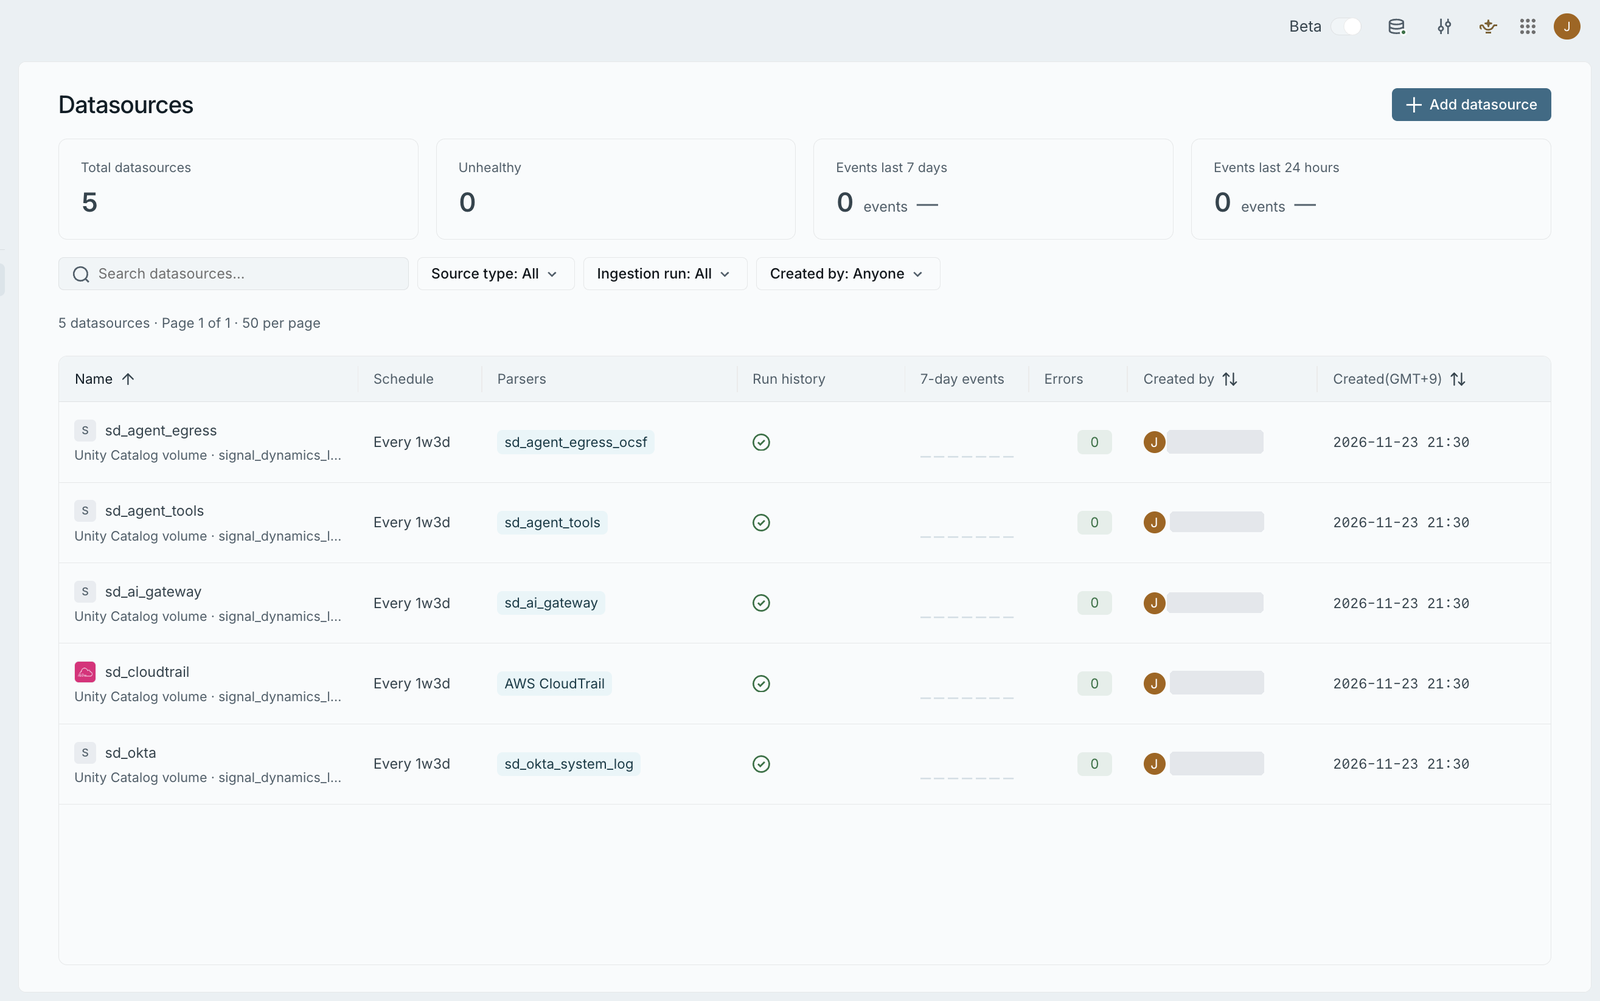 Beta
J
Datasources
Add datasource
Total datasources
5
Unhealthy
0
Events last 7 days
0 events —
Events last 24 hours
0 events —
Search datasources...
Source type: All
Ingestion run: All
Created by: Anyone
5 datasources · Page 1 of 1 · 50 per page
Name Schedule Parsers Run history 7-day events Errors Created by Created(GMT+9)
S sd_agent_egress
Unity Catalog volume · signal_dynamics_l...
Every 1w3d sd_agent_egress_ocsf 0 J 2026-11-23 21:30
S sd_agent_tools
Unity Catalog volume · signal_dynamics_l...
Every 1w3d sd_agent_tools 0 J 2026-11-23 21:30
S sd_ai_gateway
Unity Catalog volume · signal_dynamics_l...
Every 1w3d sd_ai_gateway 0 J 2026-11-23 21:30
sd_cloudtrail
Unity Catalog volume · signal_dynamics_l...
Every 1w3d AWS CloudTrail 0 J 2026-11-23 21:30
S sd_okta
Unity Catalog volume · signal_dynamics_l...
Every 1w3d sd_okta_system_log 0 J 2026-11-23 21:30